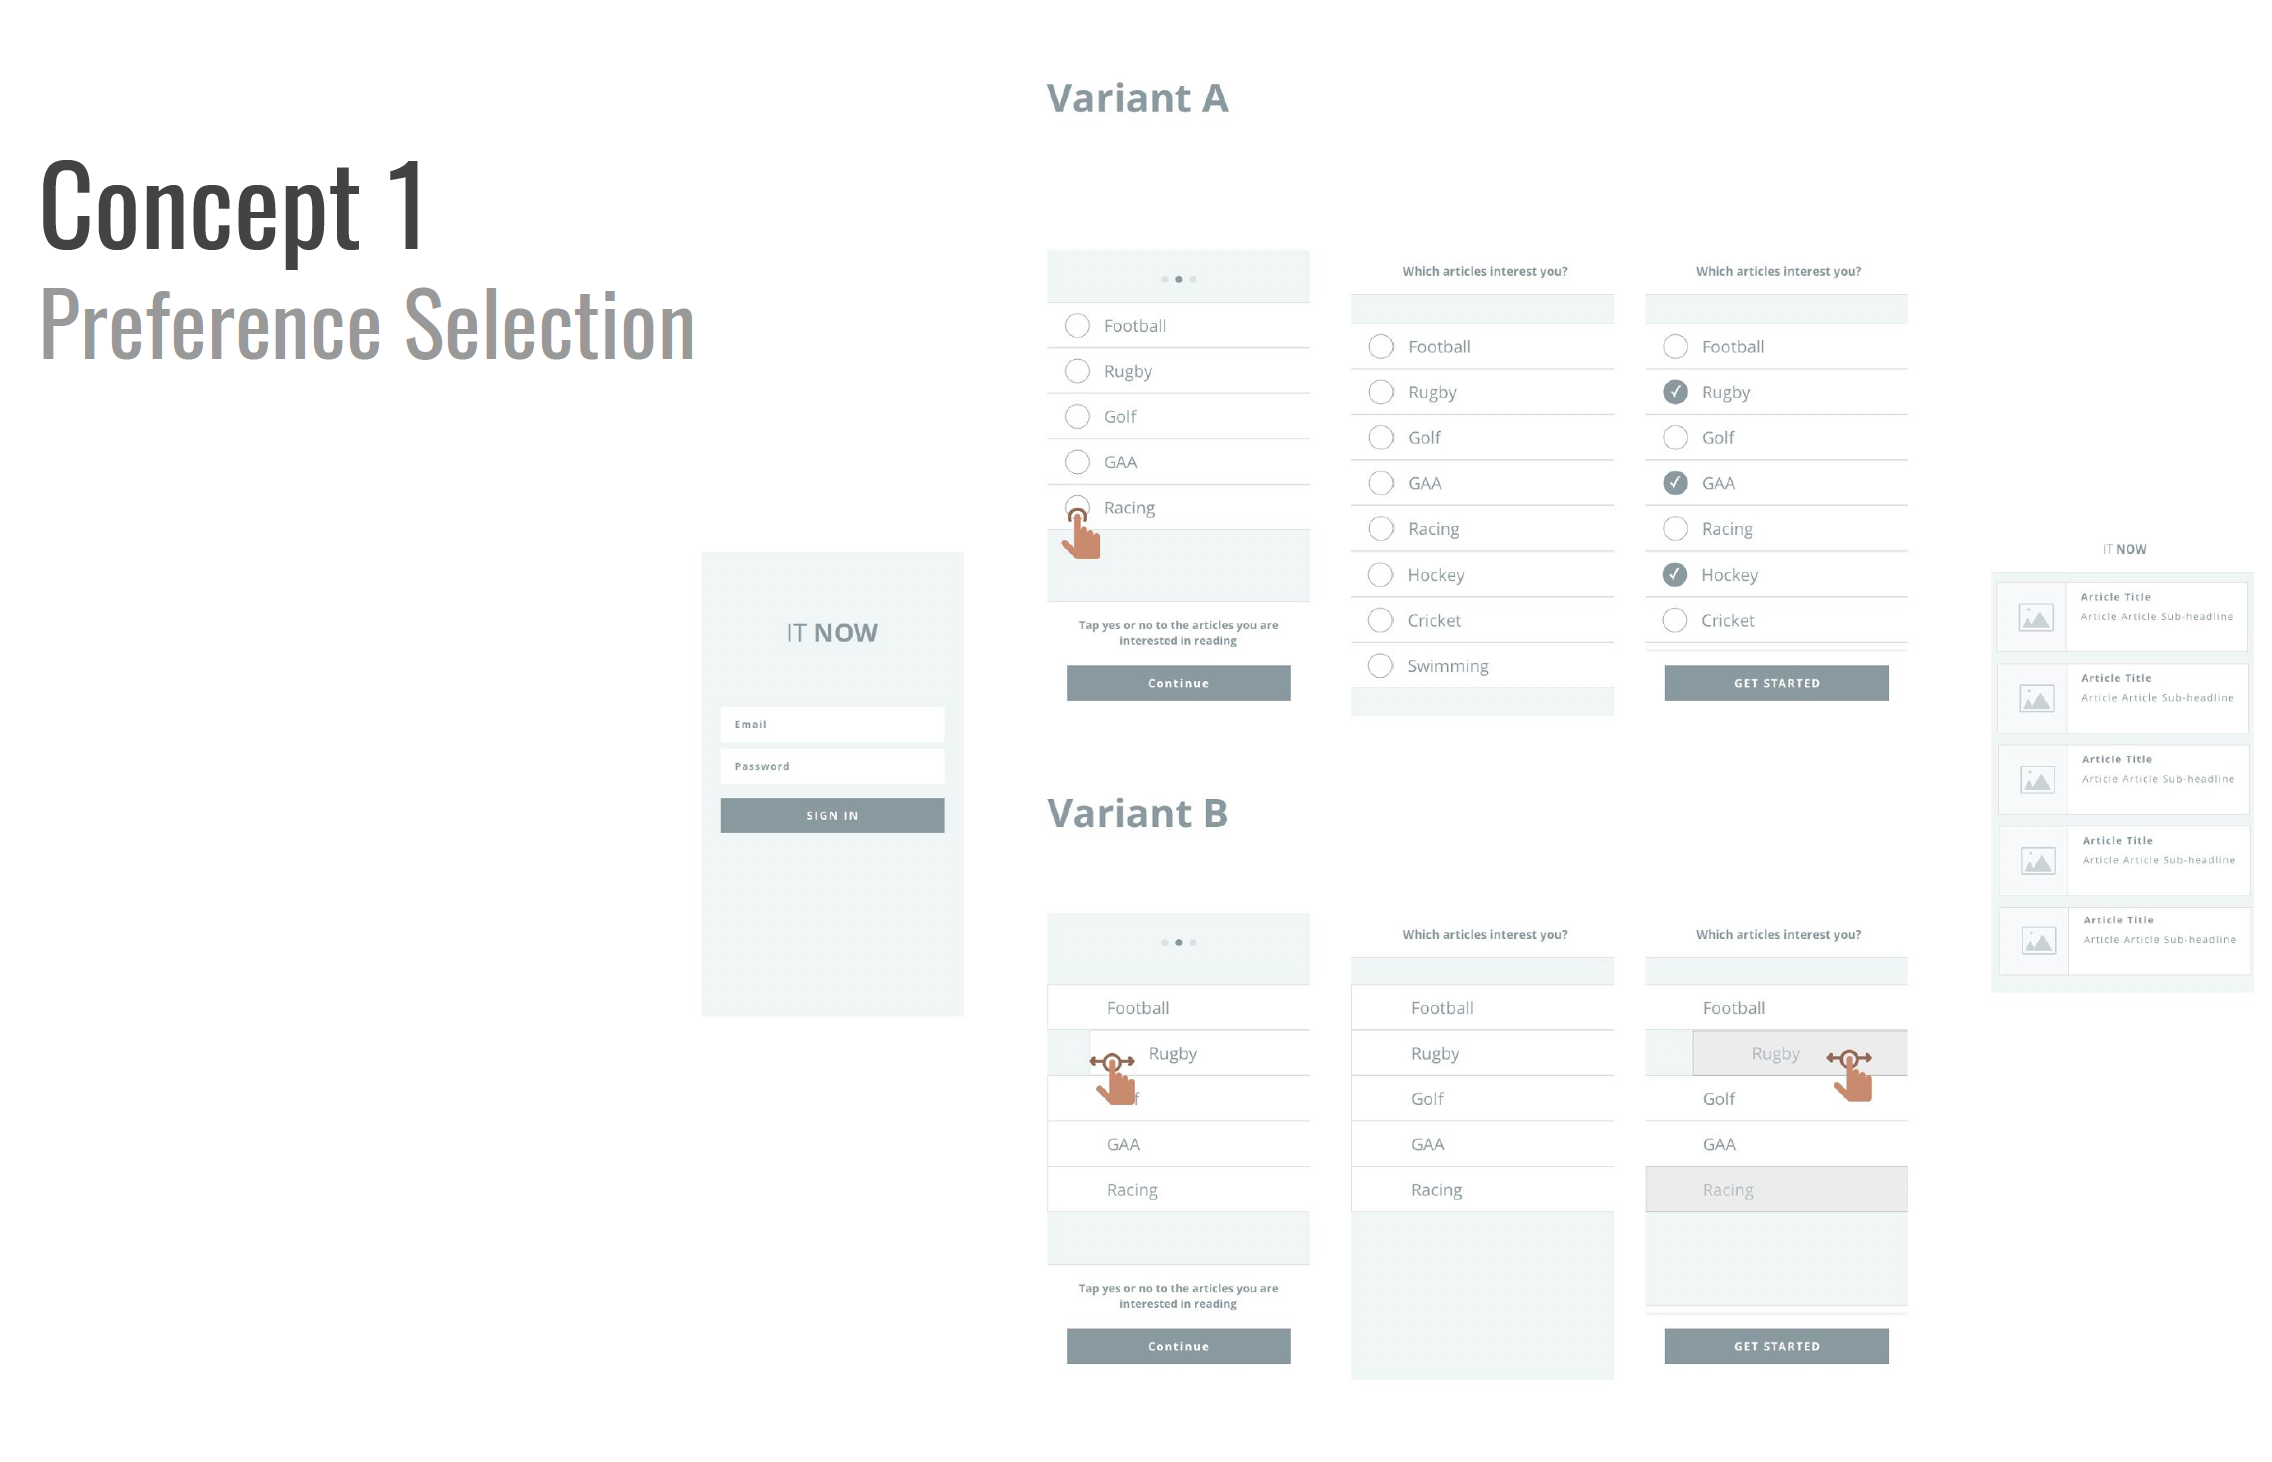 Concept 1
Preference Selection
IT NOW
Email
Password
SIGN IN
Variant A
Football
Rugby
Golf
GAA
Racing
Tap yes or no to the articles you are
interested in reading
Continue
Which articles interest you?
Football
Rugby
Golf
GAA
Racing
Hockey
Cricket
Swimming
Which articles interest you?
Football
Rugby
Golf
GAA
Racing
Hockey
Cricket
GET STARTED
Variant B
Football
Rugby
f
GAA
Racing
Tap yes or no to the articles you are
interested in reading
Continue
Which articles interest you?
Football
Rugby
Golf
GAA
Racing
Which articles interest you?
Football
Rugby
Golf
GAA
Racing
GET STARTED
IT NOW
Article Title
Article Article Sub-headline
Article Title
Article Article Sub-headline
Article Title
Article Article Sub-headline
Article Title
Article Article Sub-headline
Article Title
Article Article Sub-headline